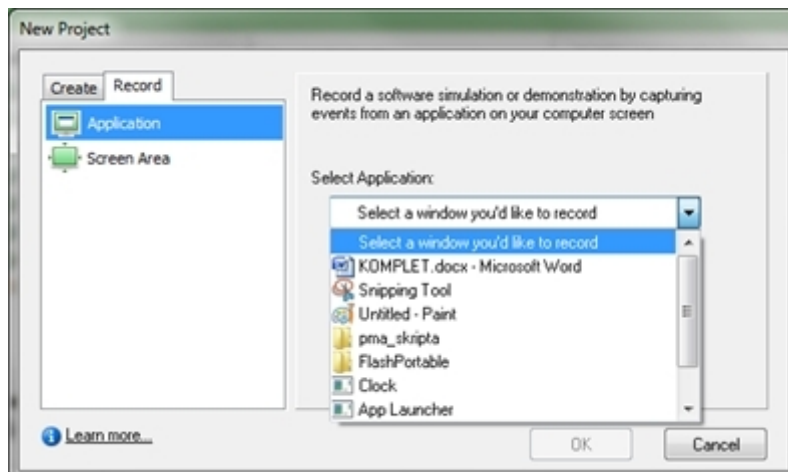 New Project
Create
Record
Application
Screen Area
Record a software simulation or demonstration by capturing
events from an application on your computer screen
Select Application:
Select a window you'd like to record
Select a window you'd like to record
KOMPLET.docx - Microsoft Word
Snipping Tool
Untitled - Paint
pma_skripta
FlashPortable
Clock
App Launcher
Learn more...
OK
Cancel